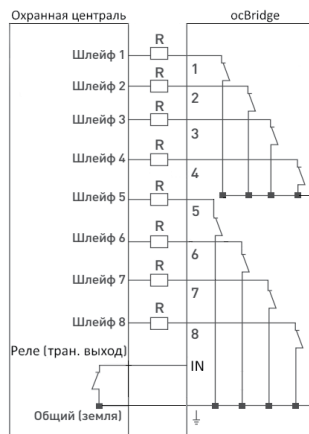 Охранная централь
ocBridge
Шлейф 1
R
1
Шлейф 2
R
2
Шлейф 3
R
3
Шлейф 4
R
4
Шлейф 5
R
5
Шлейф 6
R
6
Шлейф 7
R
7
Шлейф 8
R
8
Реле (тран. выход)
IN
Общий (земля)